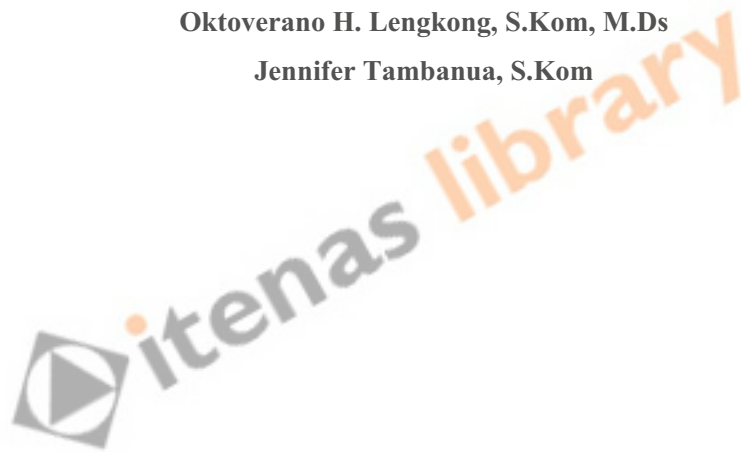 Oktoverano H. Lengkong, S.Kom, M.Ds
Jennifer Tambanua, S.Kom
itenas library